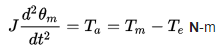 J d²θₘ/dt² = Tₐ = Tₘ − Tₑ N-m